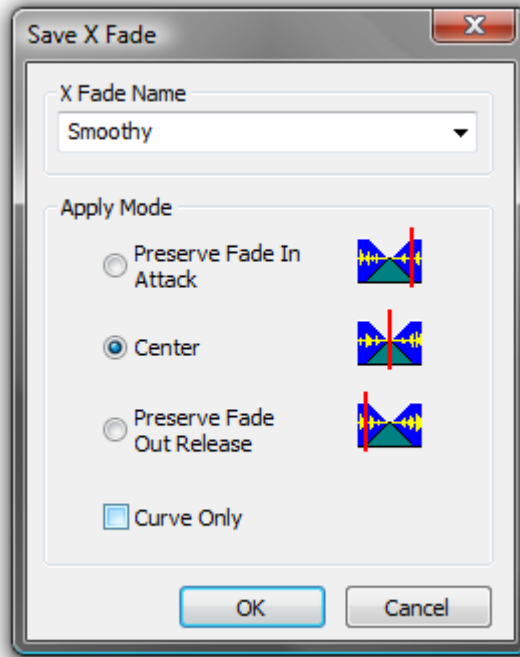 Save X Fade
X Fade Name
Smoothy
Apply Mode
Preserve Fade In
Attack
Center
Preserve Fade
Out Release
Curve Only
OK
Cancel